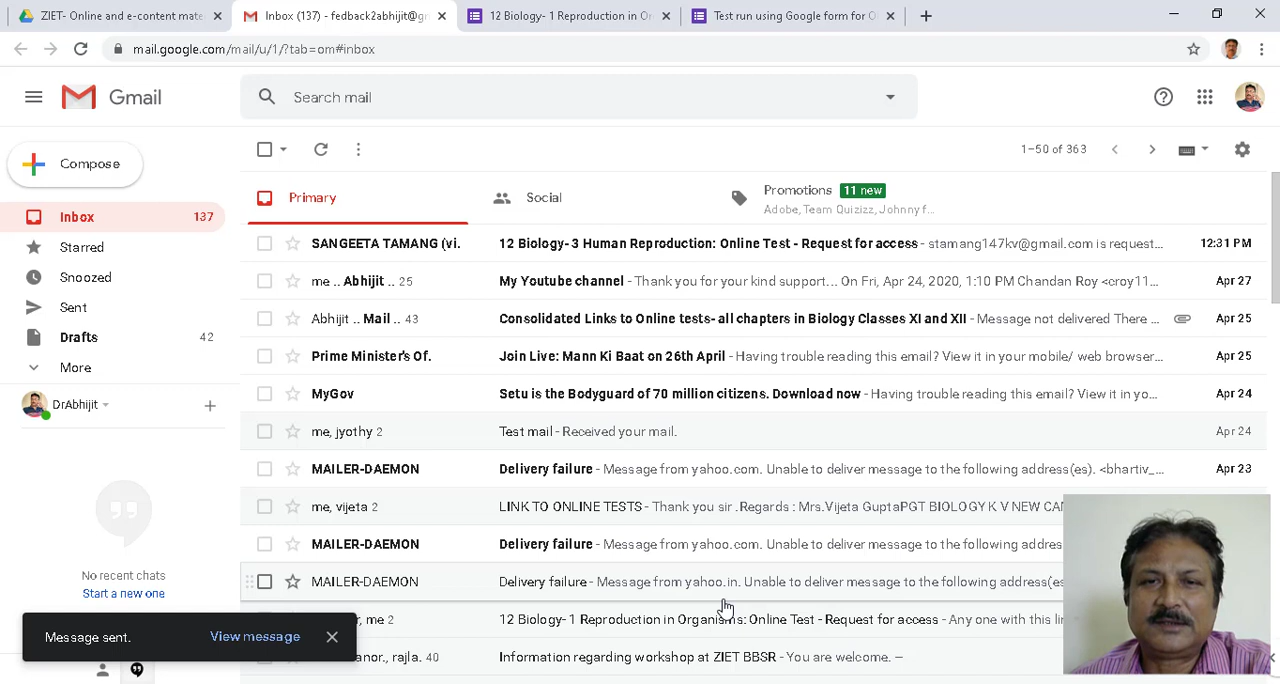 ZIET- Online and e-content mate
Inbox (137) - fedback2abhijit@gr
12 Biology- 1 Reproduction in Or
Test run using Google form for O
mail.google.com/mail/u/1/?tab=om#inbox
Gmail
Search mail
Compose
1–50 of 363
Inbox 137
Starred
Snoozed
Sent
Drafts 42
More
DrAbhijit
No recent chats
Start a new one
Primary
Social
Promotions 11 new
Adobe, Team Quizizz, Johnny f...
SANGEETA TAMANG (vi. 12 Biology- 3 Human Reproduction: Online Test - Request for access - stamang147kv@gmail.com is request... 12:31 PM
me .. Abhijit .. 25 My Youtube channel - Thank you for your kind support... On Fri, Apr 24, 2020, 1:10 PM Chandan Roy <croy11... Apr 27
Abhijit .. Mail .. 43 Consolidated Links to Online tests- all chapters in Biology Classes XI and XII - Message not delivered There ... Apr 25
Prime Minister's Of. Join Live: Mann Ki Baat on 26th April - Having trouble reading this email? View it in your mobile/ web browser... Apr 25
MyGov Setu is the Bodyguard of 70 million citizens. Download now - Having trouble reading this email? View it in yo... Apr 24
me, jyothy 2 Test mail - Received your mail. Apr 24
MAILER-DAEMON Delivery failure - Message from yahoo.com. Unable to deliver message to the following address(es). <bhartiv_... Apr 23
me, vijeta 2 LINK TO ONLINE TESTS - Thank you sir .Regards : Mrs.Vijeta GuptaPGT BIOLOGY K V NEW CAN
MAILER-DAEMON Delivery failure - Message from yahoo.com. Unable to deliver message to the following address(es
MAILER-DAEMON Delivery failure - Message from yahoo.in. Unable to deliver message to the following address(es
r, me 2 12 Biology- 1 Reproduction in Organisms: Online Test - Request for access - Any one with this lin
anor., rajla. 40 Information regarding workshop at ZIET BBSR - You are welcome. –
Message sent. View message